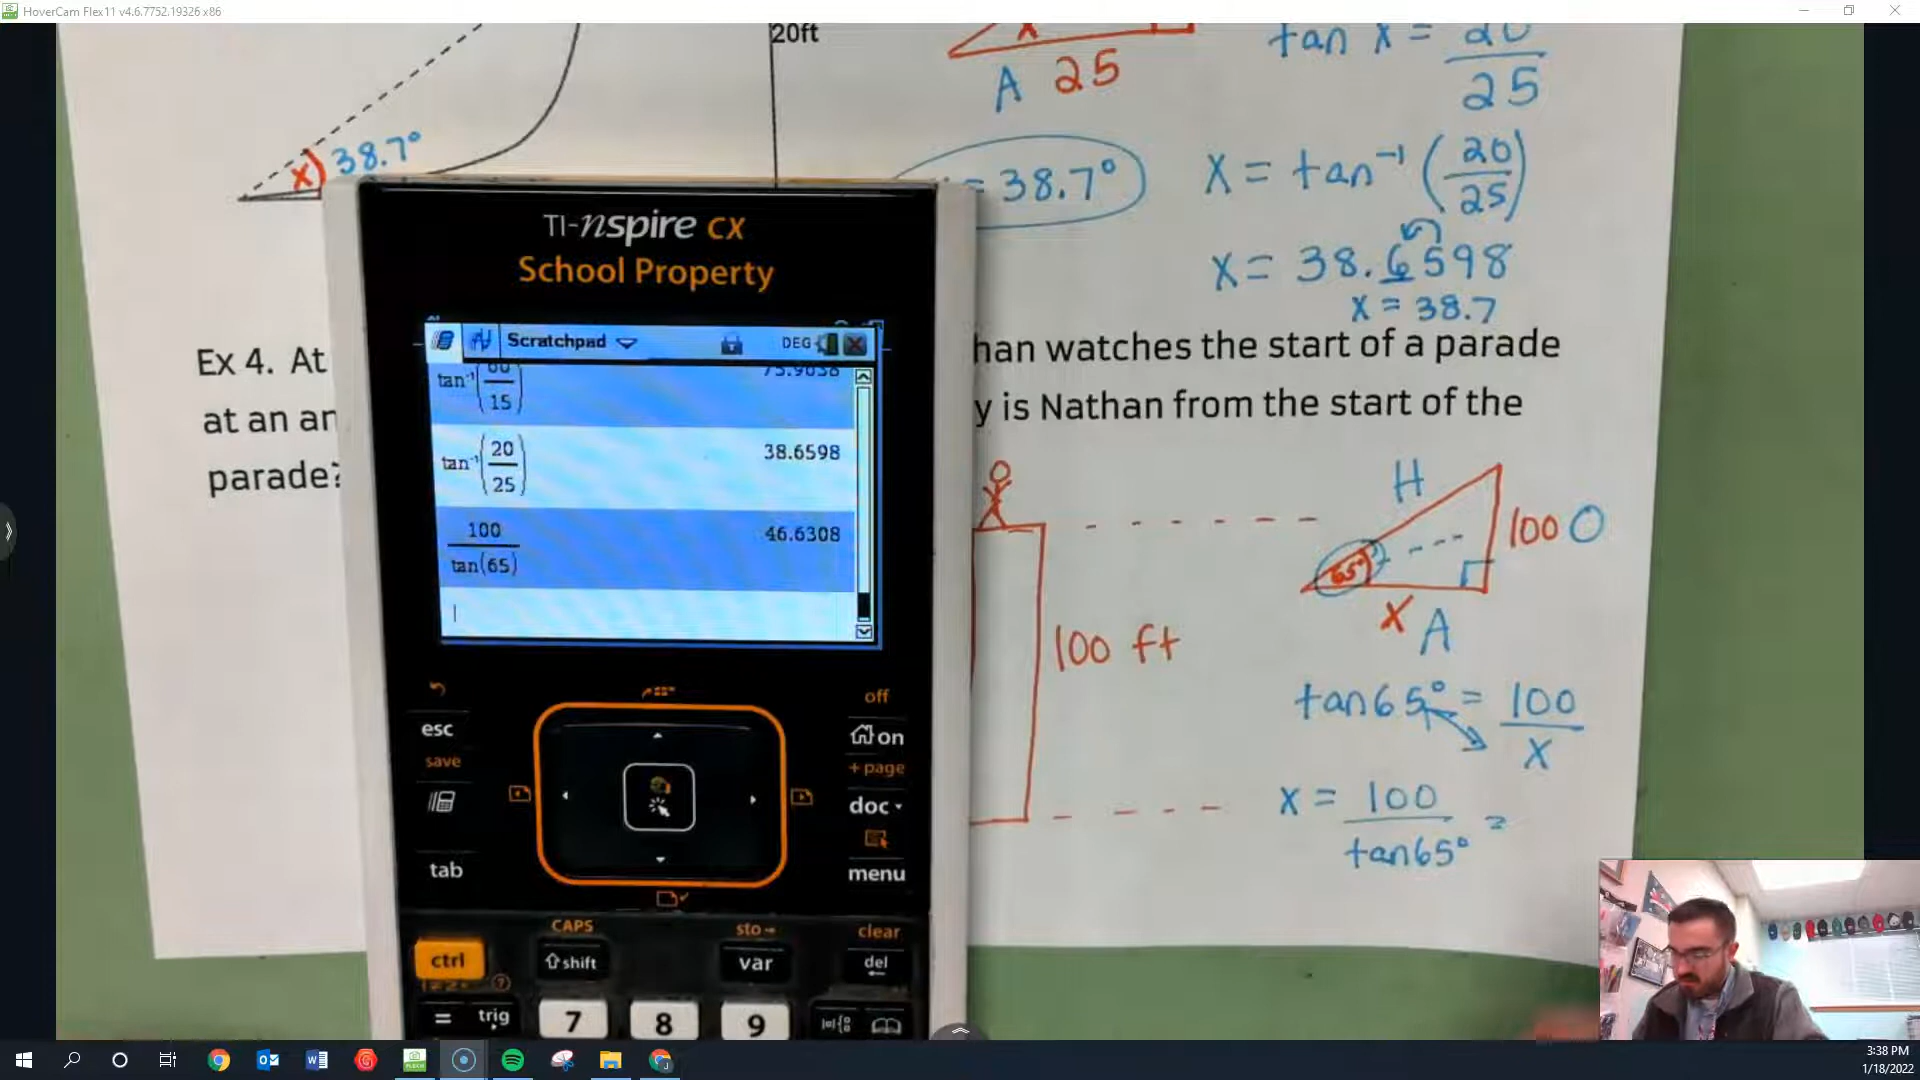 HoverCam Flex11 v4.6.7752.19326 x86
20ft
A 25
tan x = 20
25
x 38.7°
= 38.7°
x = tan⁻¹ (20
25)
x = 38.6598
x = 38.7
TI-nspire CX
School Property
Scratchpad DEG
tan⁻¹(60
15) 75.9638
tan⁻¹(20
25) 38.6598
100
tan(65) 46.6308
Ex 4. At
han watches the start of a parade
at an an
y is Nathan from the start of the
parade?
H
100 O
65°
x A
100 ft
tan65° = 100
x
x = 100 =
tan65°
off
esc
on
save
+ page
doc
tab
menu
CAPS sto→ clear
ctrl shift var del
= trig 7 8 9
3:38 PM
1/18/2022